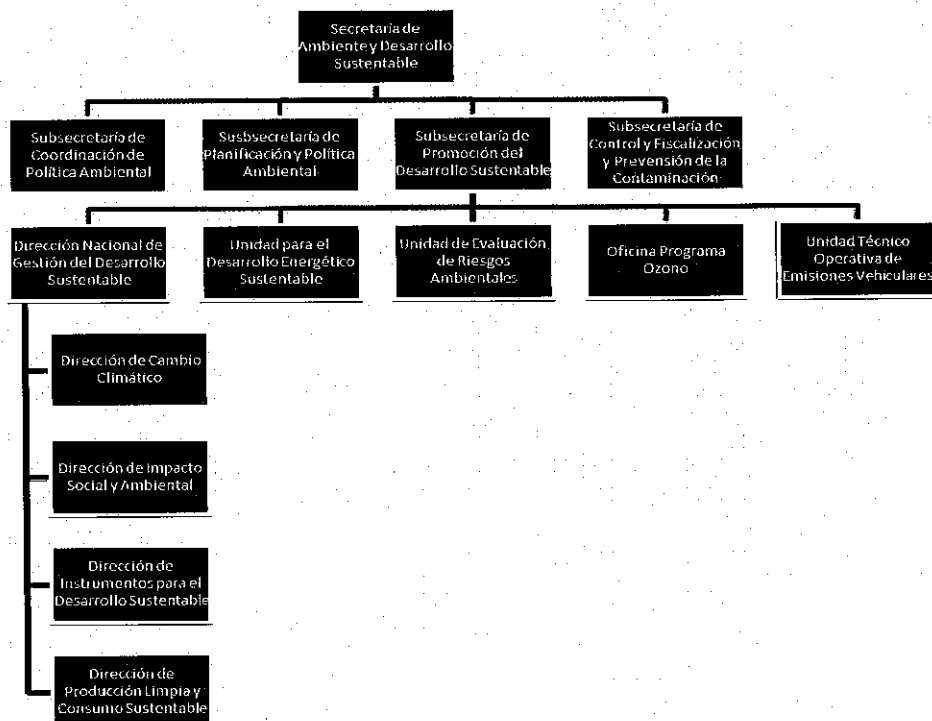 Secretaría de
Ambiente y Desarrollo
Sustentable
Subsecretaría de
Coordinación de
Política Ambiental
Susbsecretaría de
Planificación y Política
Ambiental
Subsecretaría de
Promoción del
Desarrollo Sustentable
Subsecretaría de
Control y Fiscalización
y Prevensión de la
Contaminación
Dirección Nacional de
Gestión del Desarrollo
Sustentable
Unidad para el
Desarrollo Energético
Sustentable
Unidad de Evaluación
de Riesgos
Ambientales
Oficina Programa
Ozono
Unidad Técnico
Operativa de
Emisiones Vehiculares
Dirección de Cambio
Climático
Dirección de Impacto
Social y Ambiental
Dirección de
Instrumentos para el
Desarrollo Sustentable
Dirección de
Producción Limpia y
Consumo Sustentable